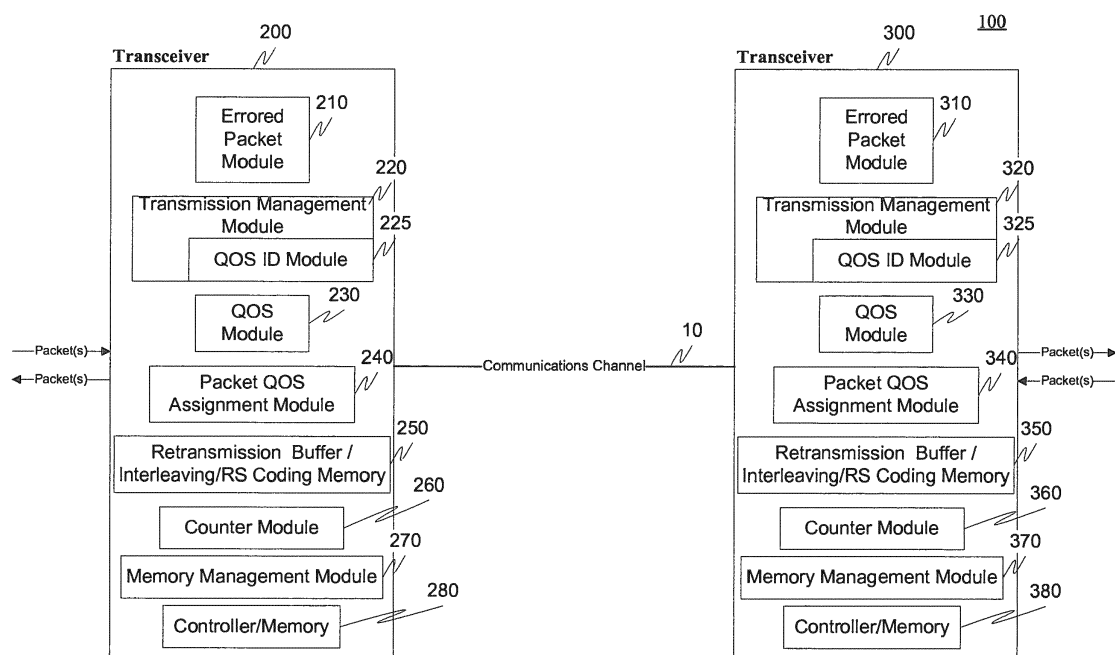 100
200
Transceiver
210
Errored
Packet
Module
220
Transmission Management
Module
225
QOS ID Module
230
QOS
Module
Packet(s)
Packet(s)
240
Packet QOS
Assignment Module
250
Retransmission Buffer /
Interleaving/RS Coding Memory
260
Counter Module
270
Memory Management Module
280
Controller/Memory
10
Communications Channel
300
Transceiver
310
Errored
Packet
Module
320
Transmission Management
Module
325
QOS ID Module
330
QOS
Module
Packet(s)
Packet(s)
340
Packet QOS
Assignment Module
350
Retransmission Buffer /
Interleaving/RS Coding Memory
360
Counter Module
370
Memory Management Module
380
Controller/Memory